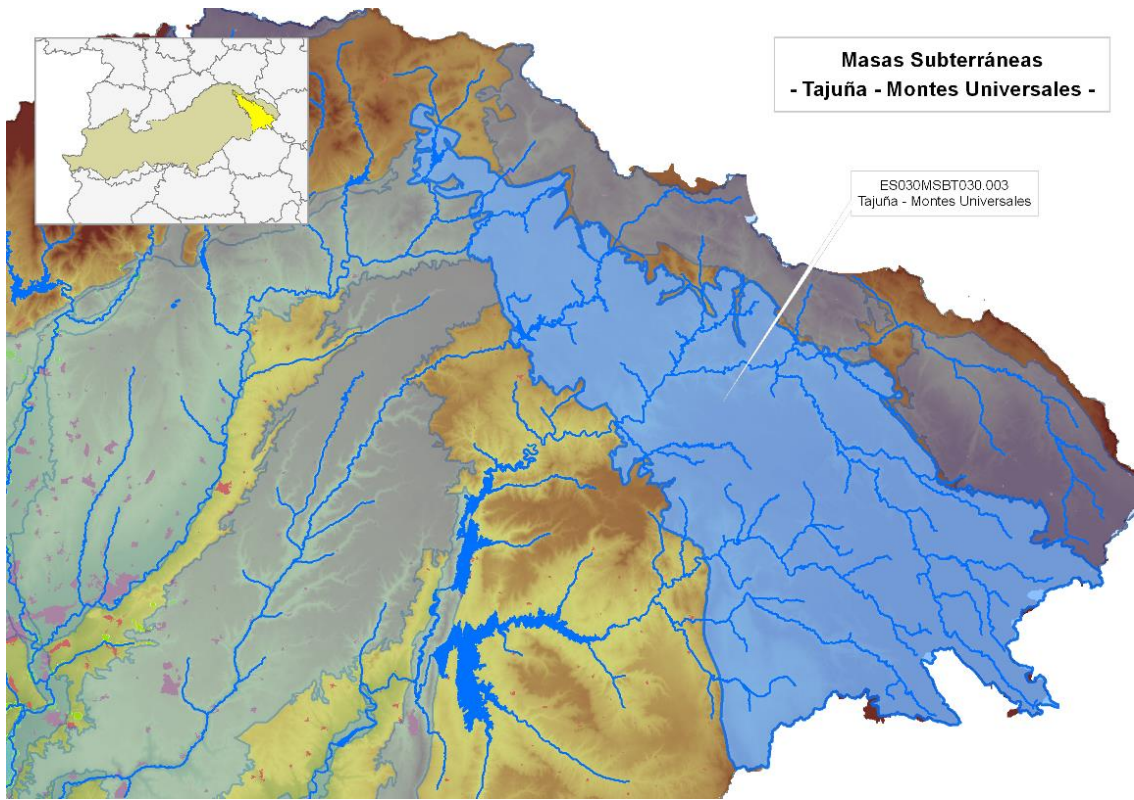 Masas Subterráneas
- Tajuña - Montes Universales -
ES030MSBT030.003
Tajuña - Montes Universales